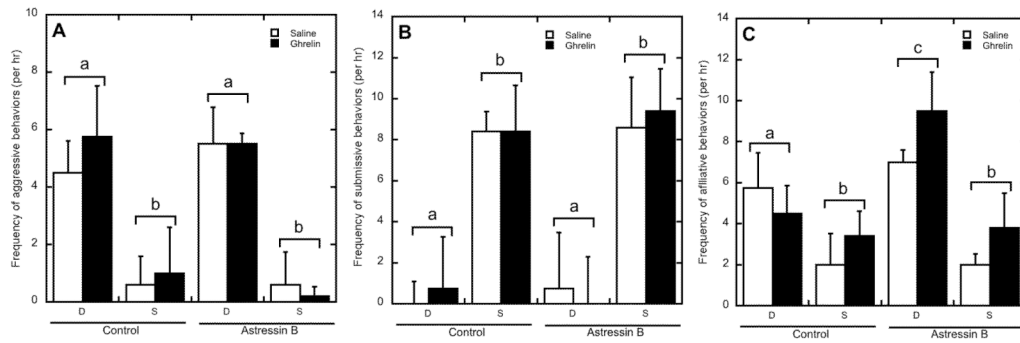 A
Frequency of aggressive behaviors (per hr)
10
8
6
4
2
0
Saline
Ghrelin
a
b
a
b
D
S
D
S
Control
Astressin B
B
Frequency of submissive behaviors (per hr)
14
12
10
8
6
4
2
0
Saline
Ghrelin
a
b
a
b
D
S
D
S
Control
Astressin B
C
Frequency of afiliative behaviors (per hr)
14
12
10
8
6
4
2
0
Saline
Ghrelin
a
b
c
b
D
S
D
S
Control
Astressin B